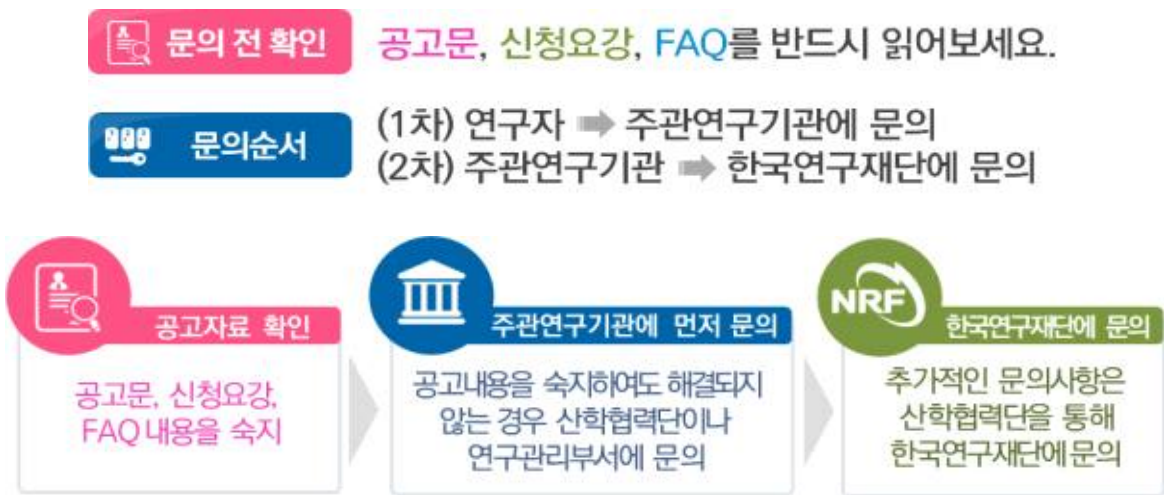 문의 전 확인
공고문, 신청요강, FAQ를 반드시 읽어보세요.
문의순서
(1차) 연구자 ➡ 주관연구기관에 문의
(2차) 주관연구기관 ➡ 한국연구재단에 문의
공고자료 확인
공고문, 신청요강,
FAQ 내용을 숙지
주관연구기관에 먼저 문의
공고내용을 숙지하여도 해결되지
않는 경우 산학협력단이나
연구관리부서에 문의
NRF
한국연구재단에 문의
추가적인 문의사항은
산학협력단을 통해
한국연구재단에 문의